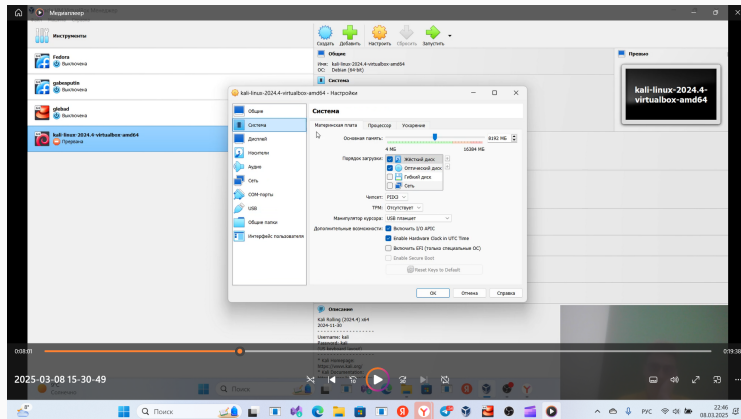 Медиаплеер
Инструменты
Создать Добавить Настроить Сбросить Запустить
Fedora
Выключена
gabesputin
Выключена
globad
Выключена
kali-linux-2024.4-virtualbox-amd64
Прервана
Общие
Имя: kali-linux-2024.4-virtualbox-amd64
ОС: Debian (64-bit)
Система
Превью
kali-linux-2024.4-
virtualbox-amd64
kali-linux-2024.4-virtualbox-amd64 - Настройки
Общие
Система
Дисплей
Носители
Аудио
Сеть
COM-порты
USB
Общие папки
Интерфейс пользователя
Система
Материнская плата Процессор Ускорение
Основная память: 8192 МБ
4 МБ 16384 МБ
Порядок загрузки: Жёсткий диск
Оптический диск
Гибкий диск
Сеть
Чипсет: PIIX3
TPM: Отсутствует
Манипулятор курсора: USB планшет
Дополнительные возможности: Включить I/O APIC
Enable Hardware Clock in UTC Time
Включить EFI (только специальные ОС)
Enable Secure Boot
Reset Keys to Default
ОК Отмена Справка
Описание
Kali Rolling (2024.4) x64
2024-11-30
Username: kali
Password: kali
* Kali Homepage:
0:08:01 0:19:38
2025-03-08 15-30-49
Поиск
8°
Поиск
РУС
22:46
08.03.2025